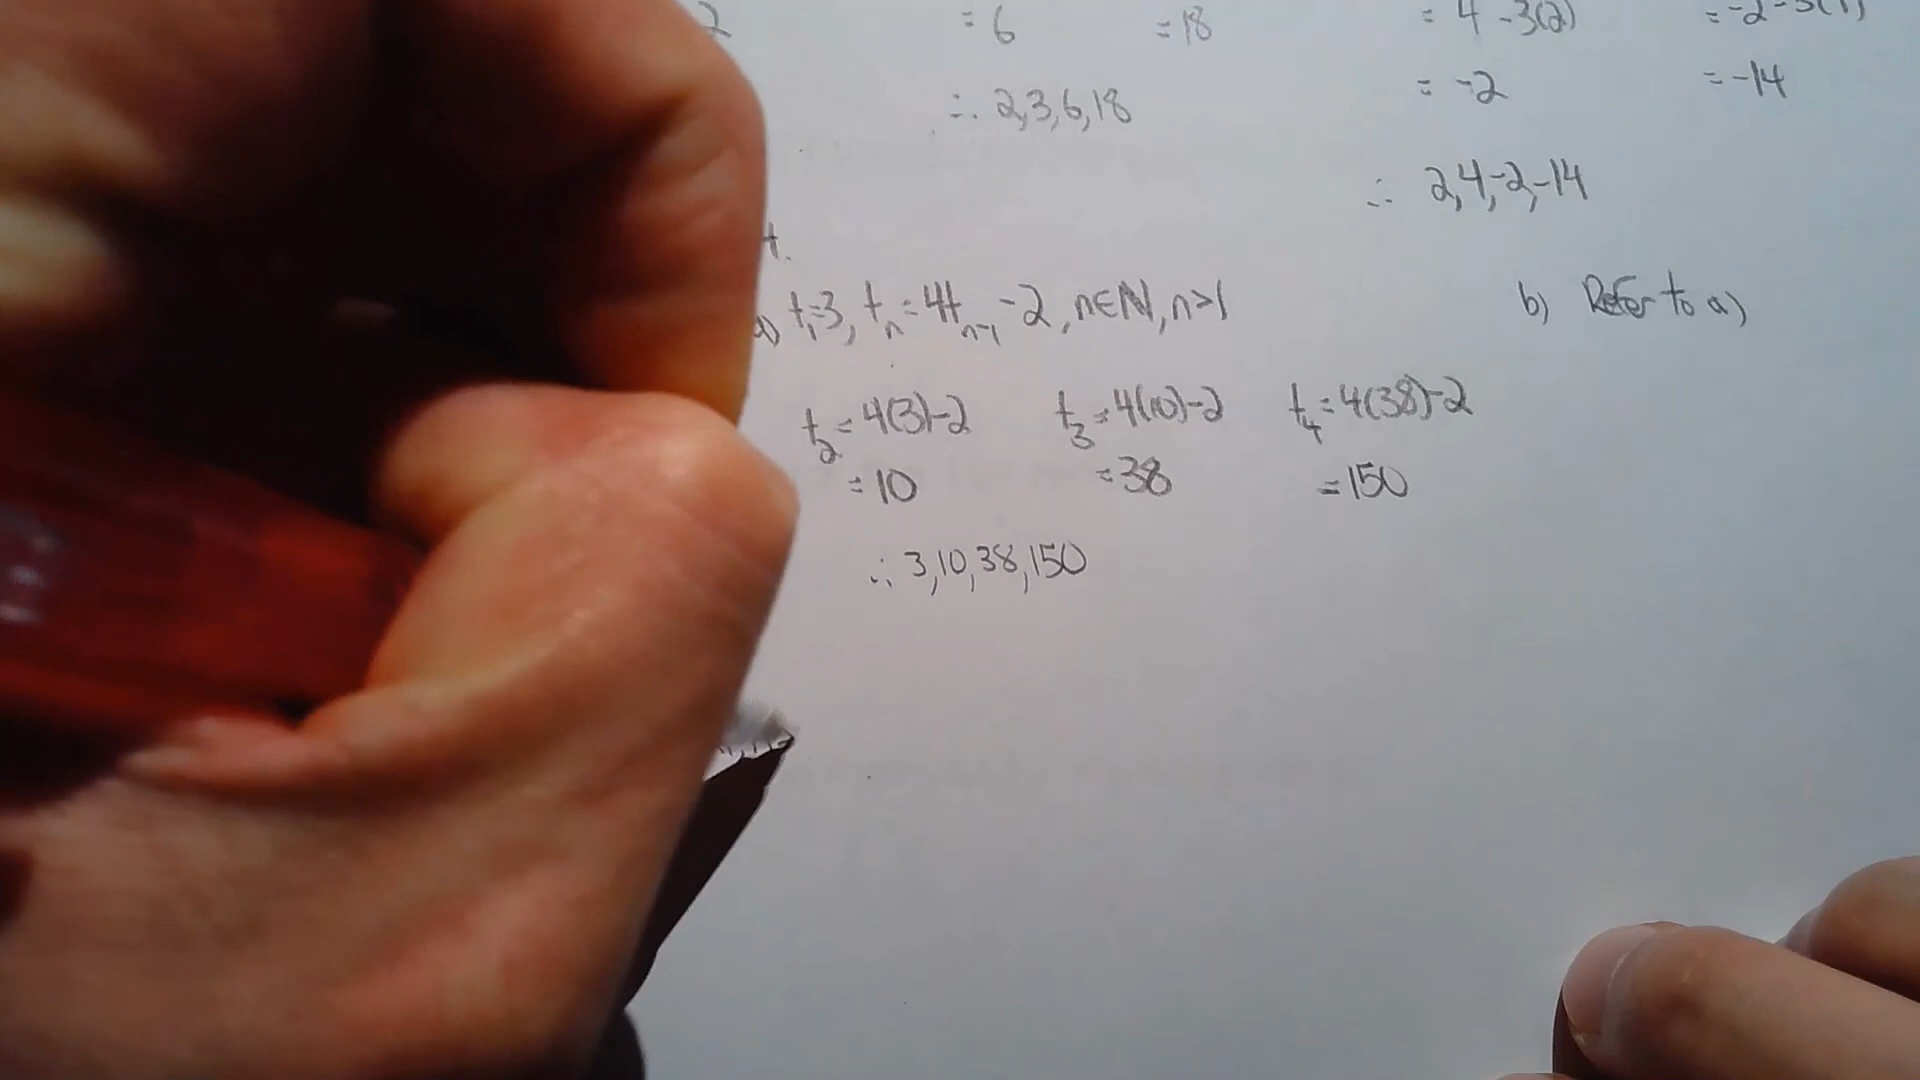 2 = 6 = 18 = 4 - 3(2)
∴ 2,3,6,18 = -2 = -14
∴ 2,4,-2,-14
4.
a) t₁=3, tₙ = 4tₙ₋₁ - 2, n∈N, n>1 b) Refer to a)
t₂ = 4(3)-2 t₃ = 4(10)-2 t₄ = 4(38)-2
= 10 = 38 = 150
∴ 3,10,38,150